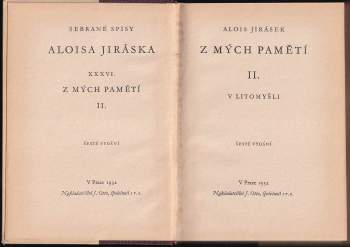 SEBRANÉ SPISY
ALOISA JIRÁSKA
XXXVI.
Z MÝCH PAMĚTÍ
II.
ŠESTÉ VYDÁNÍ
V Praze 1932
Nakladatelství J. Otto, společnost s r. o.
ALOIS JIRÁSEK
Z MÝCH PAMĚTÍ
II.
V LITOMYŠLI
ŠESTÉ VYDÁNÍ
V Praze 1932
Nakladatelství J. Otto, společnost s r. o.